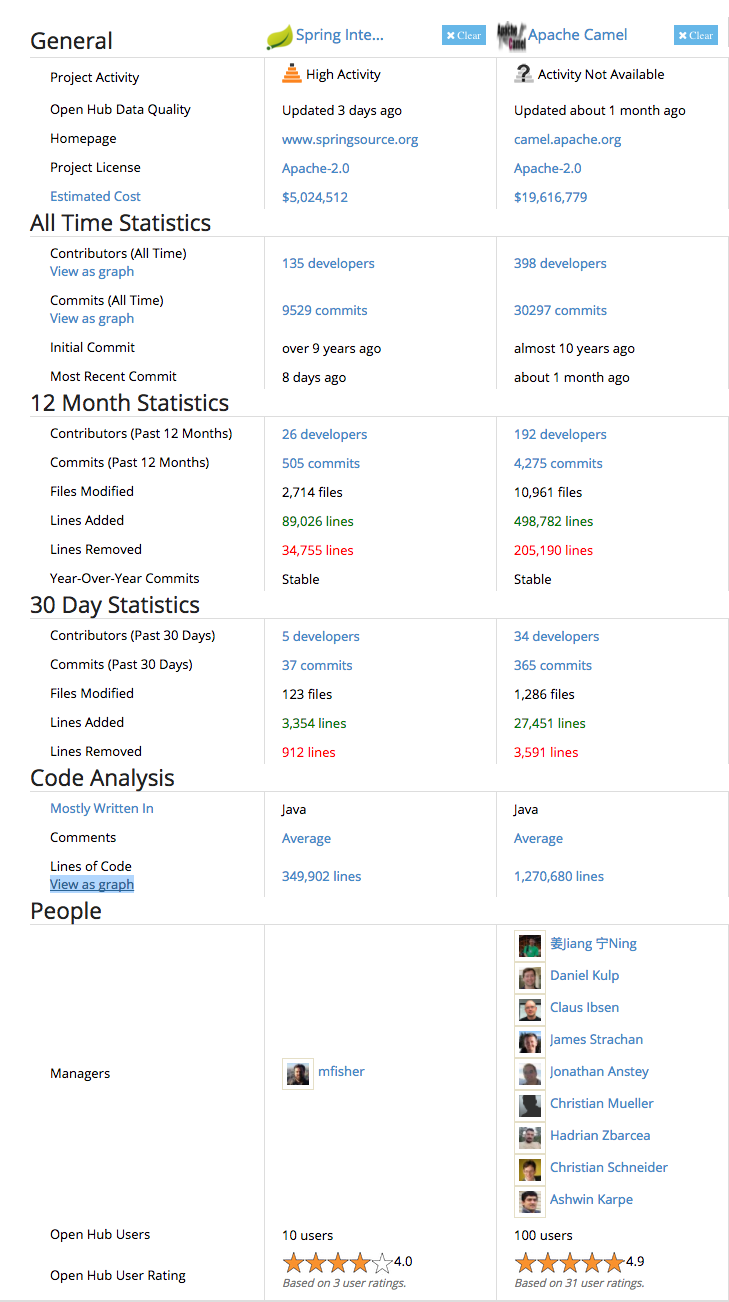 General
Spring Inte...
Clear
Apache Camel
Clear
Project Activity
High Activity
Activity Not Available
Open Hub Data Quality
Updated 3 days ago
Updated about 1 month ago
Homepage
www.springsource.org
camel.apache.org
Project License
Apache-2.0
Apache-2.0
Estimated Cost
$5,024,512
$19,616,779
All Time Statistics
Contributors (All Time)
View as graph
135 developers
398 developers
Commits (All Time)
View as graph
9529 commits
30297 commits
Initial Commit
over 9 years ago
almost 10 years ago
Most Recent Commit
8 days ago
about 1 month ago
12 Month Statistics
Contributors (Past 12 Months)
26 developers
192 developers
Commits (Past 12 Months)
505 commits
4,275 commits
Files Modified
2,714 files
10,961 files
Lines Added
89,026 lines
498,782 lines
Lines Removed
34,755 lines
205,190 lines
Year-Over-Year Commits
Stable
Stable
30 Day Statistics
Contributors (Past 30 Days)
5 developers
34 developers
Commits (Past 30 Days)
37 commits
365 commits
Files Modified
123 files
1,286 files
Lines Added
3,354 lines
27,451 lines
Lines Removed
912 lines
3,591 lines
Code Analysis
Mostly Written In
Java
Java
Comments
Average
Average
Lines of Code
View as graph
349,902 lines
1,270,680 lines
People
Managers
mfisher
姜Jiang 宁Ning
Daniel Kulp
Claus Ibsen
James Strachan
Jonathan Anstey
Christian Mueller
Hadrian Zbarcea
Christian Schneider
Ashwin Karpe
Open Hub Users
10 users
100 users
Open Hub User Rating
4.0
Based on 3 user ratings.
4.9
Based on 31 user ratings.